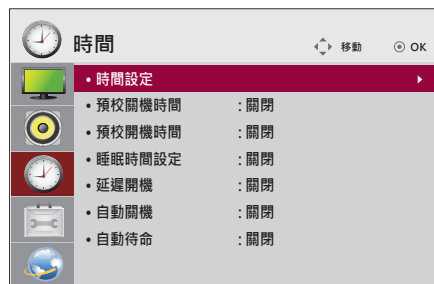 時間 移動 OK
• 時間設定
• 預校關機時間 : 關閉
• 預校開機時間 : 關閉
• 睡眠時間設定 : 關閉
• 延遲開機 : 關閉
• 自動關機 : 關閉
• 自動待命 : 關閉